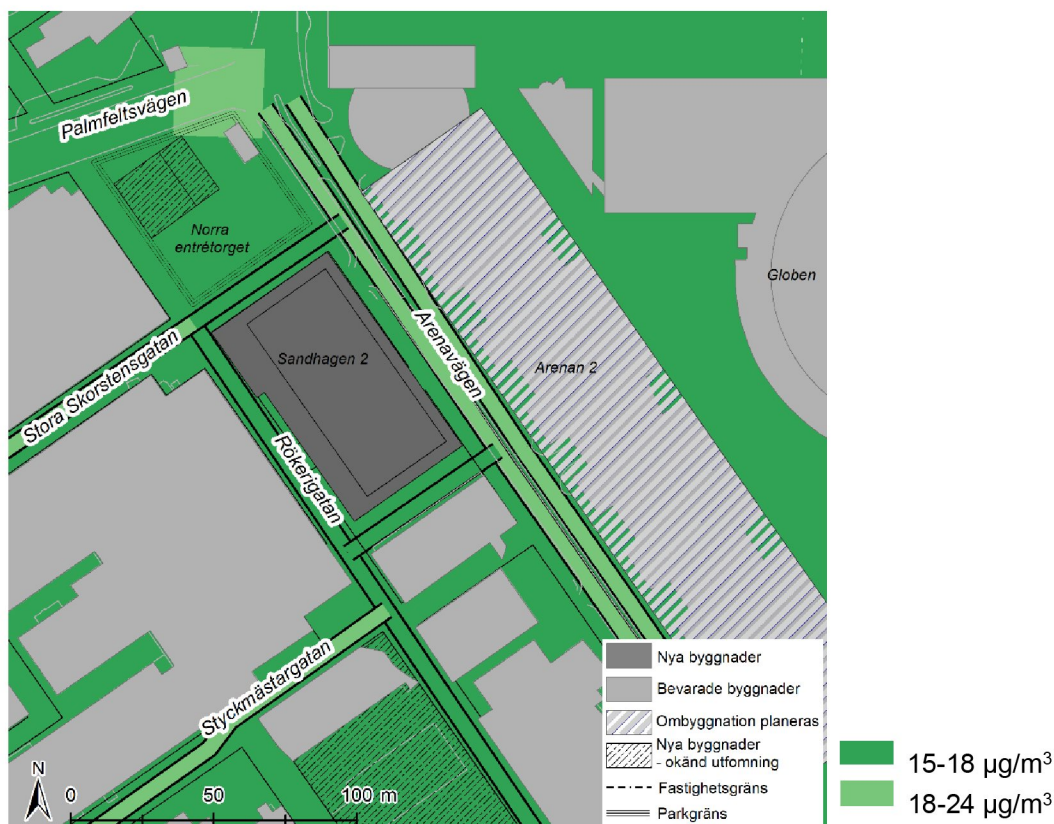 Palmfeltsvägen
Norra
entrétorget
Globen
Sandhagen 2
Arenavägen
Arenan 2
Stora Skorstensgatan
Rökerigatan
Styckmästargatan
N
0 50 100 m
Nya byggnader
Bevarade byggnader
Ombyggnation planeras
Nya byggnader
- okänd utfomning
Fastighetsgräns
Parkgräns
15-18 µg/m³
18-24 µg/m³